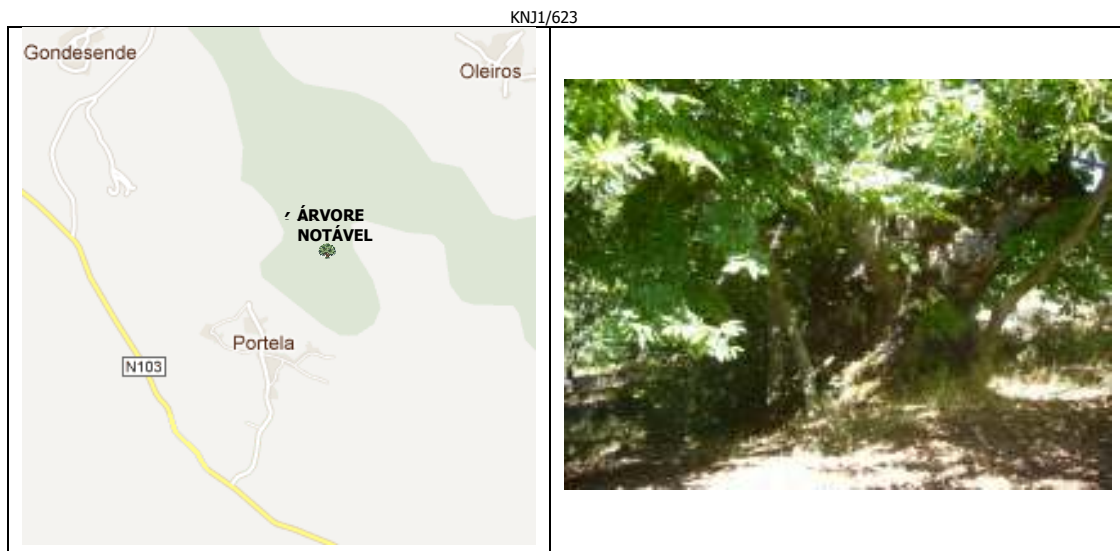 KNJ1/623
Gondesende
Oleiros
ÁRVORE
NOTÁVEL
Portela
N103